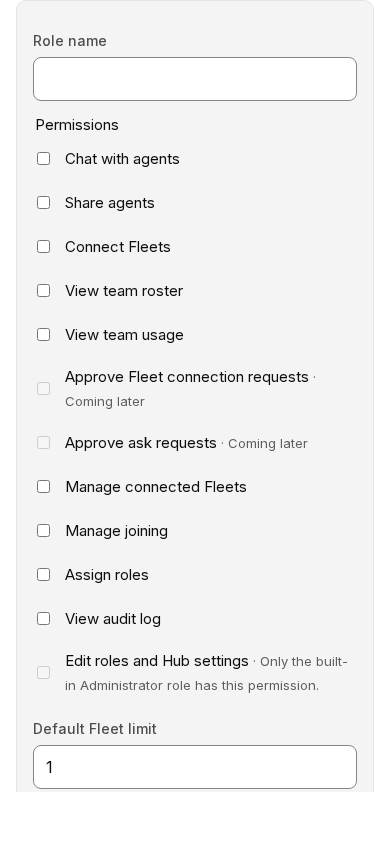 Role name
Permissions
Chat with agents
Share agents
Connect Fleets
View team roster
View team usage
Approve Fleet connection requests ·
Coming later
Approve ask requests · Coming later
Manage connected Fleets
Manage joining
Assign roles
View audit log
Edit roles and Hub settings · Only the built-
in Administrator role has this permission.
Default Fleet limit
1